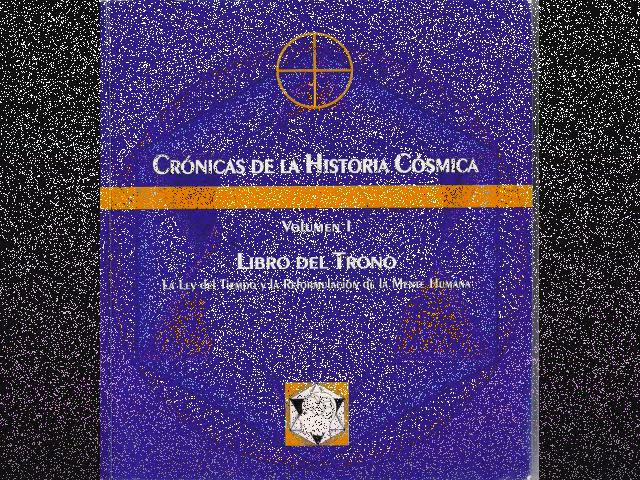 Crónicas de la Historia Cósmica
Volumen I
Libro del Trono
La Ley del Tiempo y la Reformulación de la Mente Humana